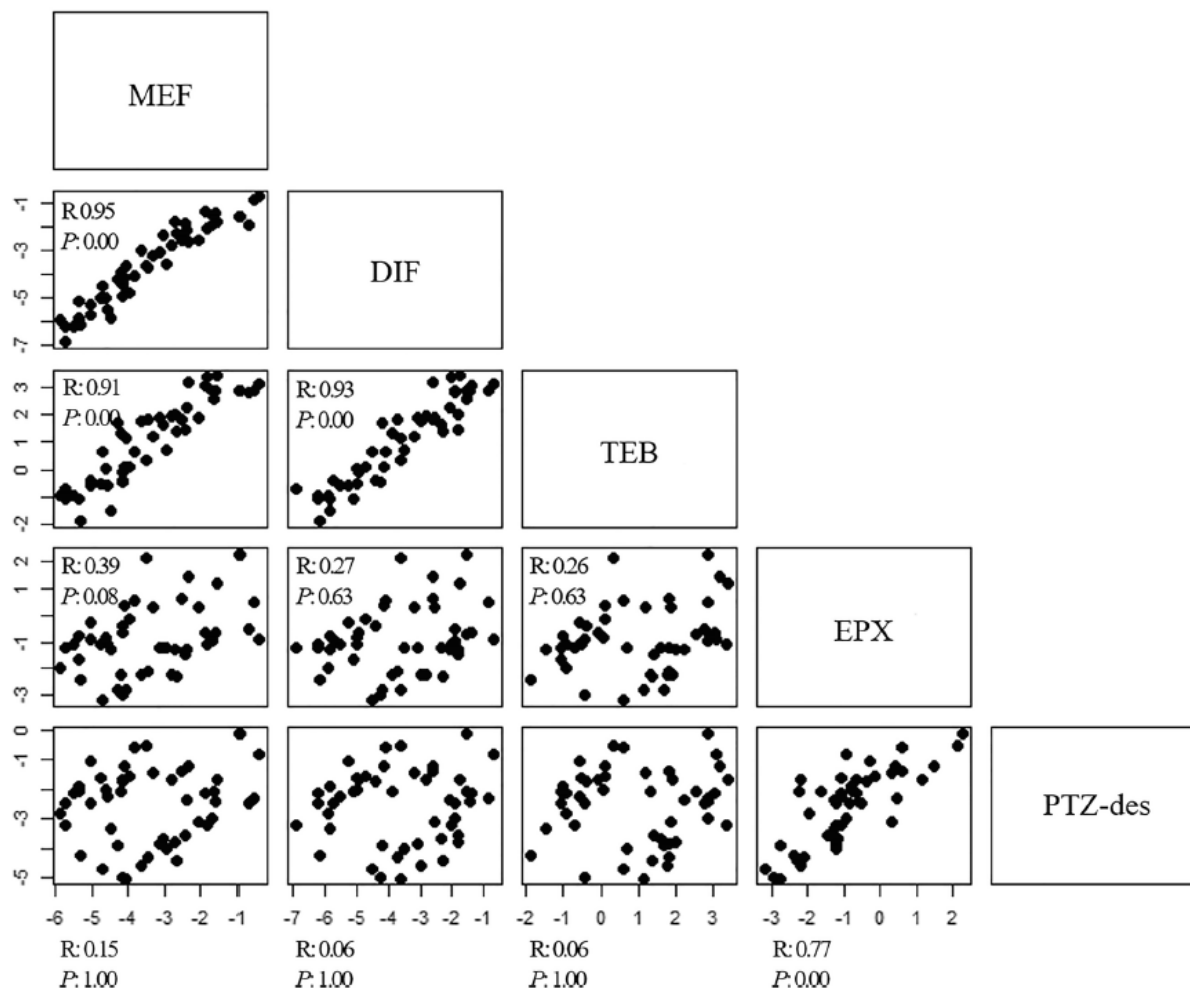 MEF
-1
-3
-5
-7
R 0.95
P: 0.00
DIF
3
2
1
0
-2
R: 0.91
P: 0.00
R: 0.93
P: 0.00
TEB
2
1
-1
-3
R: 0.39
P: 0.08
R: 0.27
P: 0.63
R: 0.26
P: 0.63
EPX
0
-1
-3
-5
PTZ-des
-6 -5 -4 -3 -2 -1
-7 -6 -5 -4 -3 -2 -1
-2 -1 0 1 2 3
-3 -2 -1 0 1 2
R: 0.15
P: 1.00
R: 0.06
P: 1.00
R: 0.06
P: 1.00
R: 0.77
P: 0.00